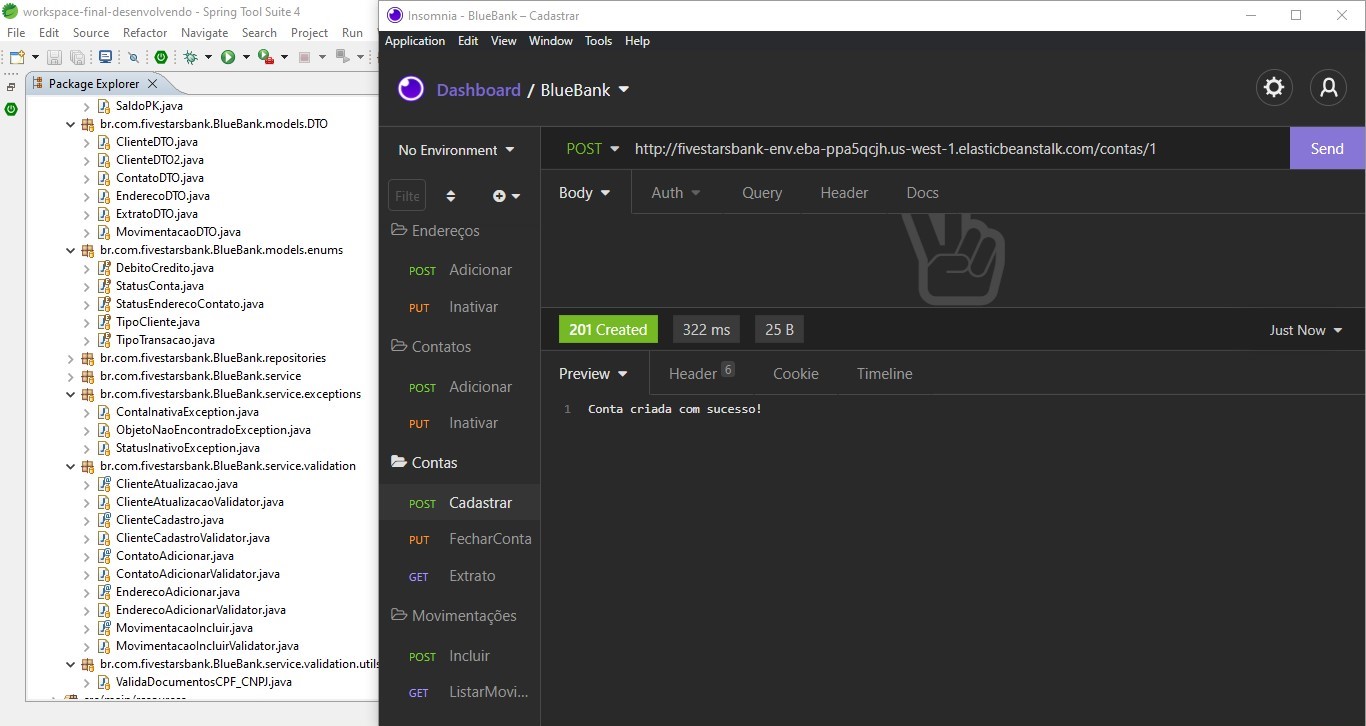 workspace-final-desenvolvendo - Spring Tool Suite 4
File Edit Source Refactor Navigate Search Project Run
Package Explorer
SaldoPK.java
br.com.fivestarsbank.BlueBank.models.DTO
ClienteDTO.java
ClienteDTO2.java
ContatoDTO.java
EnderecoDTO.java
ExtratoDTO.java
MovimentacaoDTO.java
br.com.fivestarsbank.BlueBank.models.enums
DebitoCredito.java
StatusConta.java
StatusEnderecoContato.java
TipoCliente.java
TipoTransacao.java
br.com.fivestarsbank.BlueBank.repositories
br.com.fivestarsbank.BlueBank.service
br.com.fivestarsbank.BlueBank.service.exceptions
ContaInativaException.java
ObjetoNaoEncontradoException.java
StatusInativoException.java
br.com.fivestarsbank.BlueBank.service.validation
ClienteAtualizacao.java
ClienteAtualizacaoValidator.java
ClienteCadastro.java
ClienteCadastroValidator.java
ContatoAdicionar.java
ContatoAdicionarValidator.java
EnderecoAdicionar.java
EnderecoAdicionarValidator.java
MovimentacaoIncluir.java
MovimentacaoIncluirValidator.java
br.com.fivestarsbank.BlueBank.service.validation.utils
ValidaDocumentosCPF_CNPJ.java
Insomnia - BlueBank – Cadastrar
Application Edit View Window Tools Help
Dashboard / BlueBank
No Environment
Filte
Endereços
POST Adicionar
PUT Inativar
Contatos
POST Adicionar
PUT Inativar
Contas
POST Cadastrar
PUT FecharConta
GET Extrato
Movimentações
POST Incluir
GET ListarMovi...
POST http://fivestarsbank-env.eba-ppa5qcjh.us-west-1.elasticbeanstalk.com/contas/1 Send
Body Auth Query Header Docs
201 Created 322 ms 25 B Just Now
Preview Header 6 Cookie Timeline
1 Conta criada com sucesso!